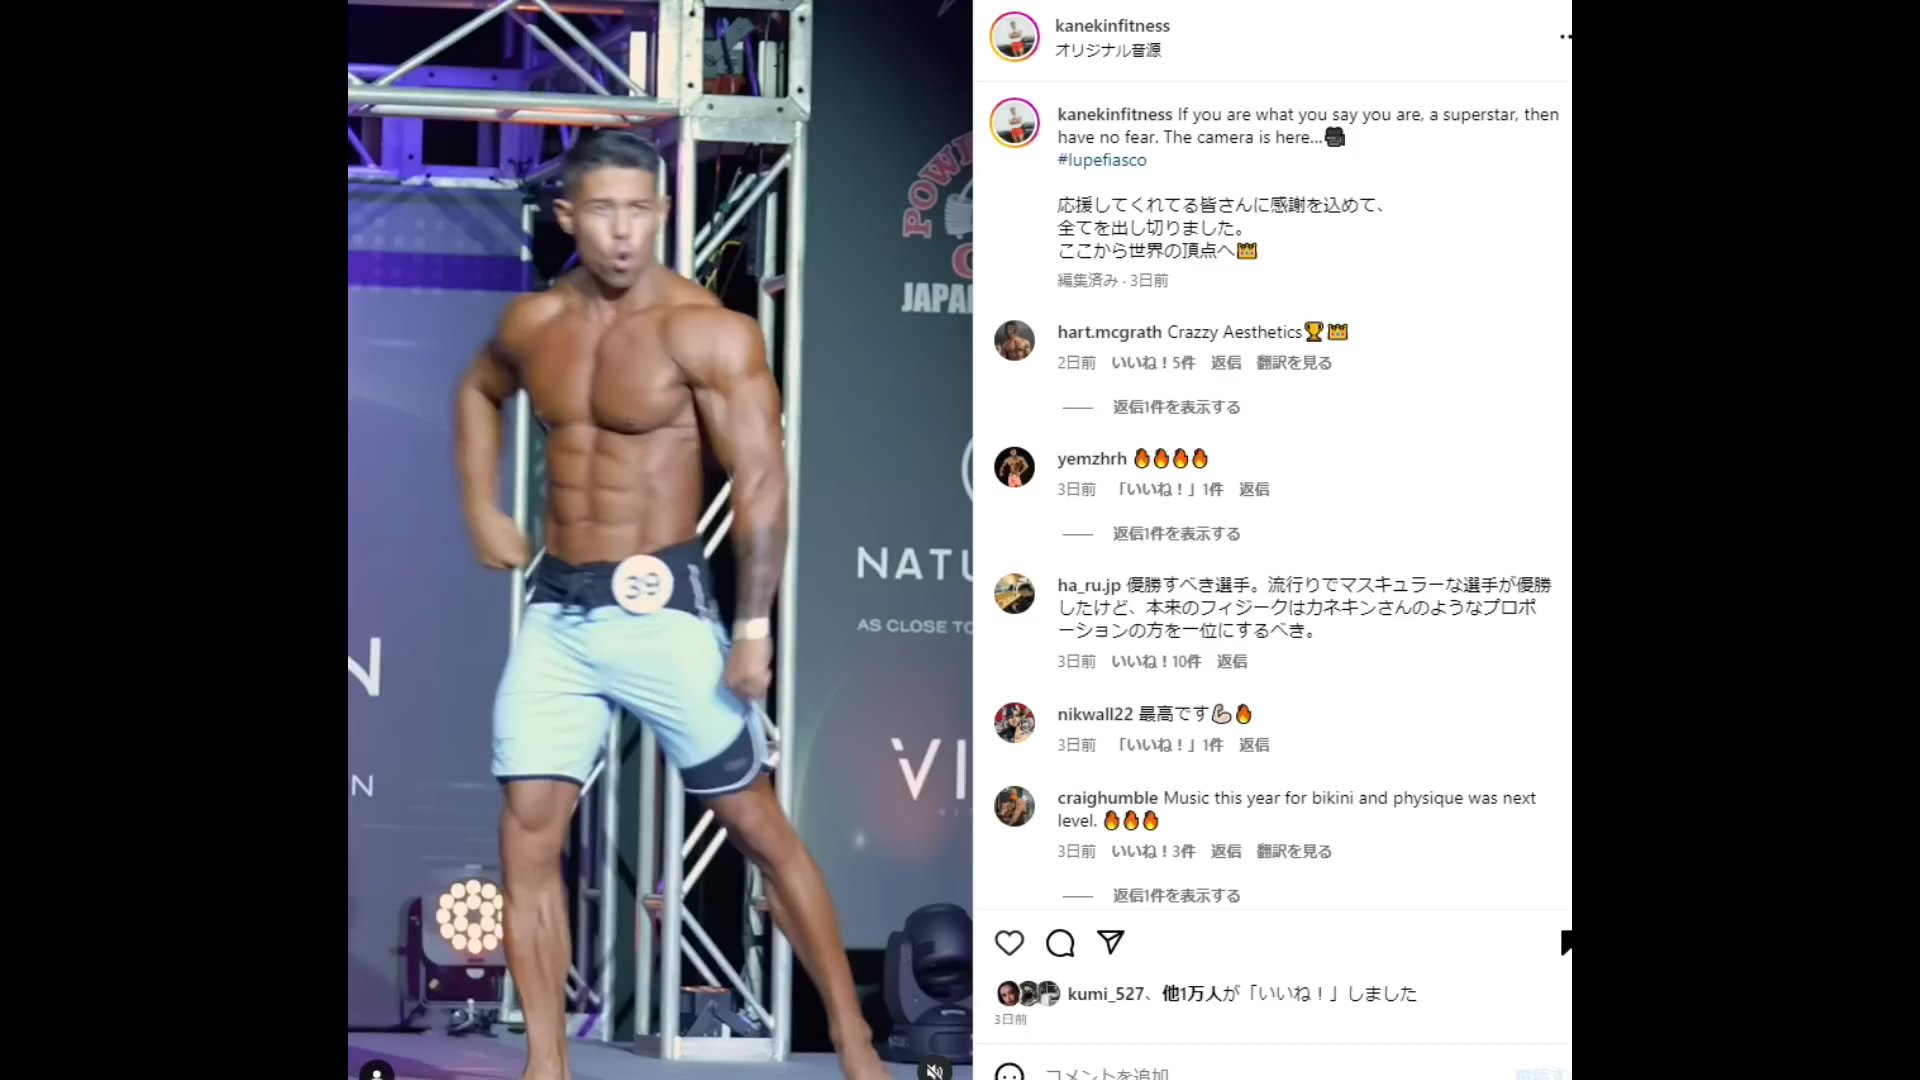 POWE
G
JAPAN
NATU
AS CLOSE TO
N
N
VI
39
kanekinfitness
オリジナル音源
kanekinfitness If you are what you say you are, a superstar, then
have no fear. The camera is here...🎥
#lupefiasco
応援してくれてる皆さんに感謝を込めて、
全てを出し切りました。
ここから世界の頂点へ👑
編集済み · 3日前
hart.mcgrath Crazzy Aesthetics🏆👑
2日前 いいね！5件 返信 翻訳を見る
返信1件を表示する
yemzhrh 🔥🔥🔥🔥
3日前 「いいね！」1件 返信
返信1件を表示する
ha_ru.jp 優勝すべき選手。流行りでマスキュラーな選手が優勝
したけど、本来のフィジークはカネキンさんのようなプロポ
ーションの方を一位にするべき。
3日前 いいね！10件 返信
nikwall22 最高です💪🏻🔥
3日前 「いいね！」1件 返信
craighumble Music this year for bikini and physique was next
level. 🔥🔥🔥
3日前 いいね！3件 返信 翻訳を見る
返信1件を表示する
kumi_527、他1万人が「いいね！」しました
3日前
コメントを追加